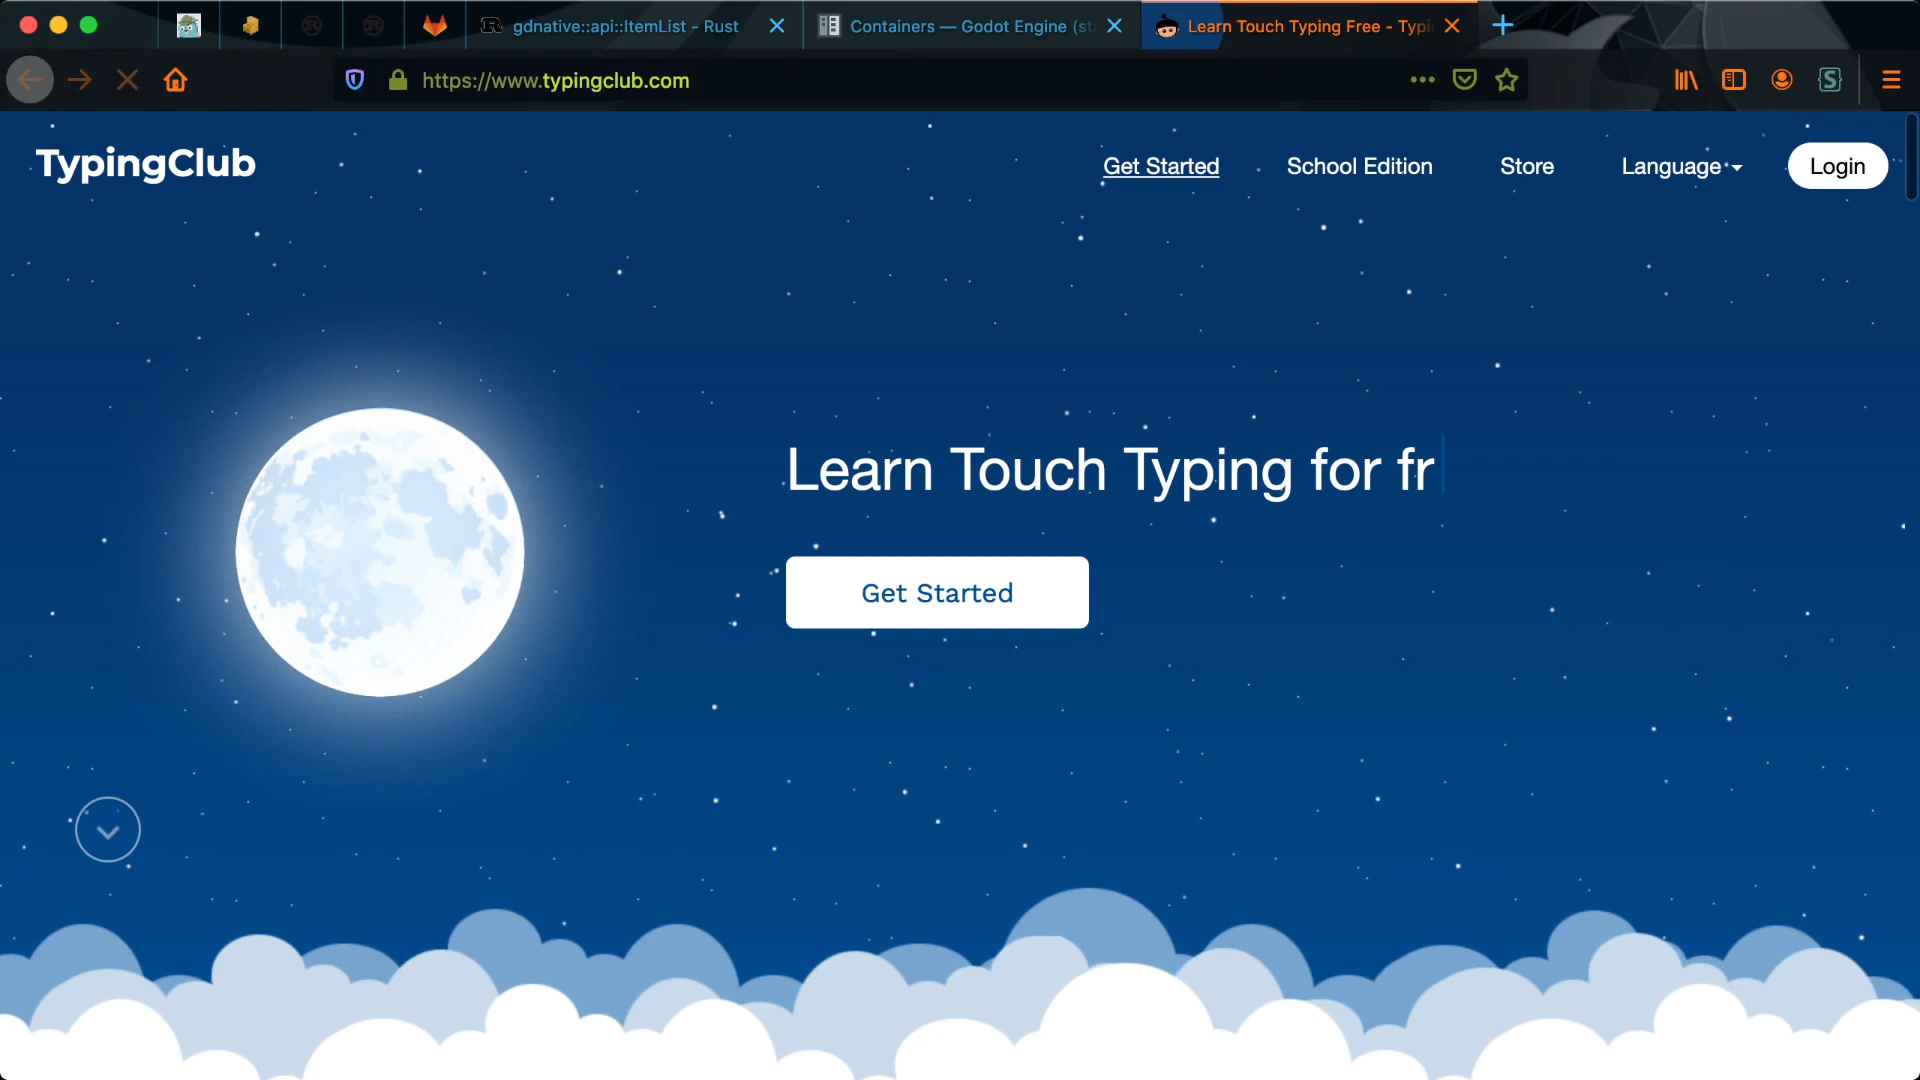 gdnative::api::ItemList - Rust
Containers — Godot Engine (st
Learn Touch Typing Free - Typi
https://www.typingclub.com
TypingClub
Get Started
School Edition
Store
Language
Login
Learn Touch Typing for fr
Get Started